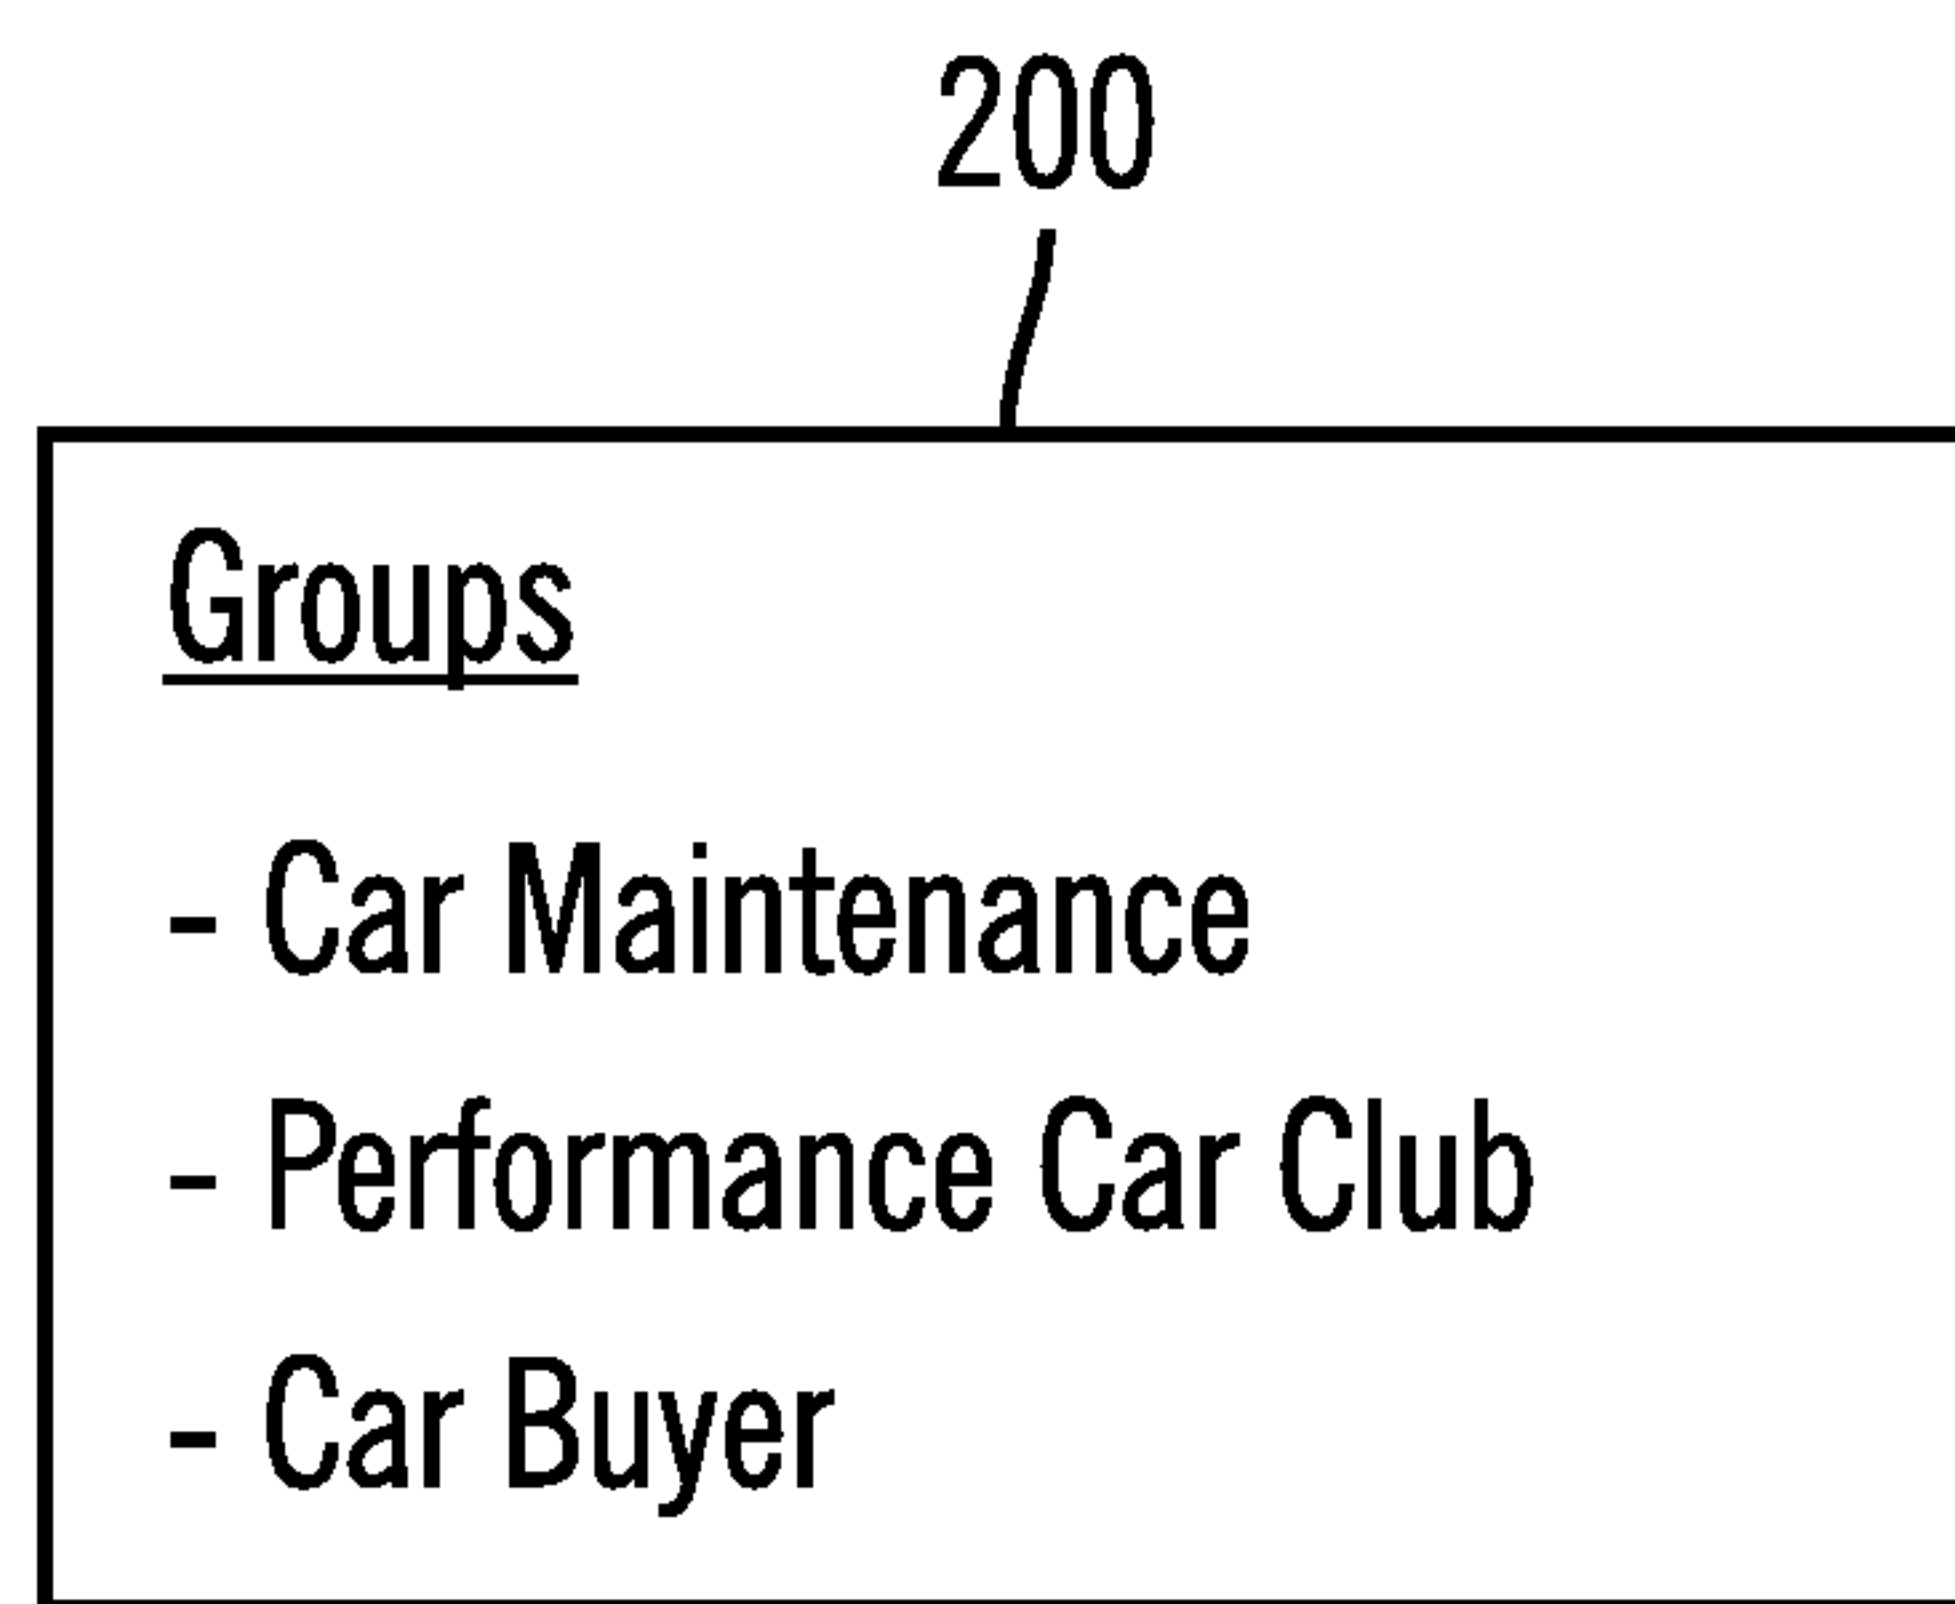 200
Groups
- Car Maintenance
- Performance Car Club
- Car Buyer